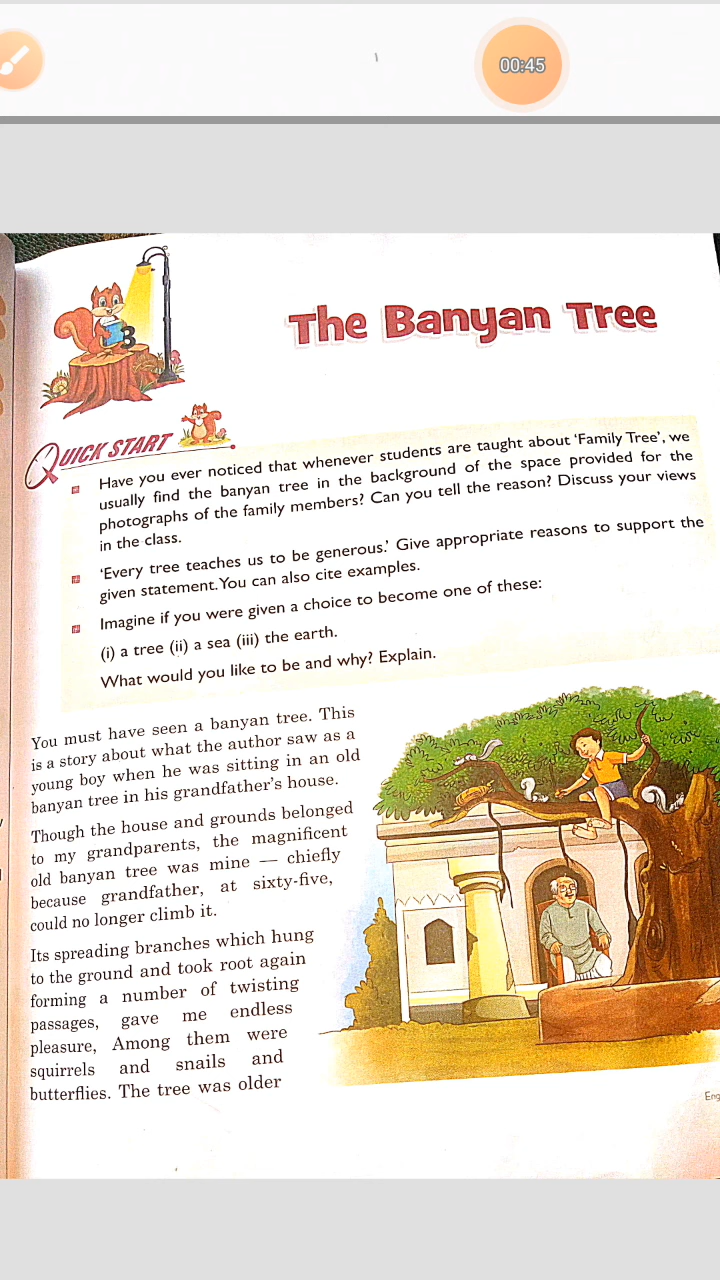 00:45
3
The Banyan Tree
QUICK START
Have you ever noticed that whenever students are taught about 'Family Tree', we
usually find the banyan tree in the background of the space provided for the
photographs of the family members? Can you tell the reason? Discuss your views
in the class.
'Every tree teaches us to be generous.' Give appropriate reasons to support the
given statement. You can also cite examples.
Imagine if you were given a choice to become one of these:
(i) a tree (ii) a sea (iii) the earth.
What would you like to be and why? Explain.
You must have seen a banyan tree. This
is a story about what the author saw as a
young boy when he was sitting in an old
banyan tree in his grandfather's house.
Though the house and grounds belonged
to my grandparents, the magnificent
old banyan tree was mine — chiefly
because grandfather, at sixty-five,
could no longer climb it.
Its spreading branches which hung
to the ground and took root again
forming a number of twisting
passages, gave me endless
pleasure, Among them were
squirrels and snails and
butterflies. The tree was older
Eng